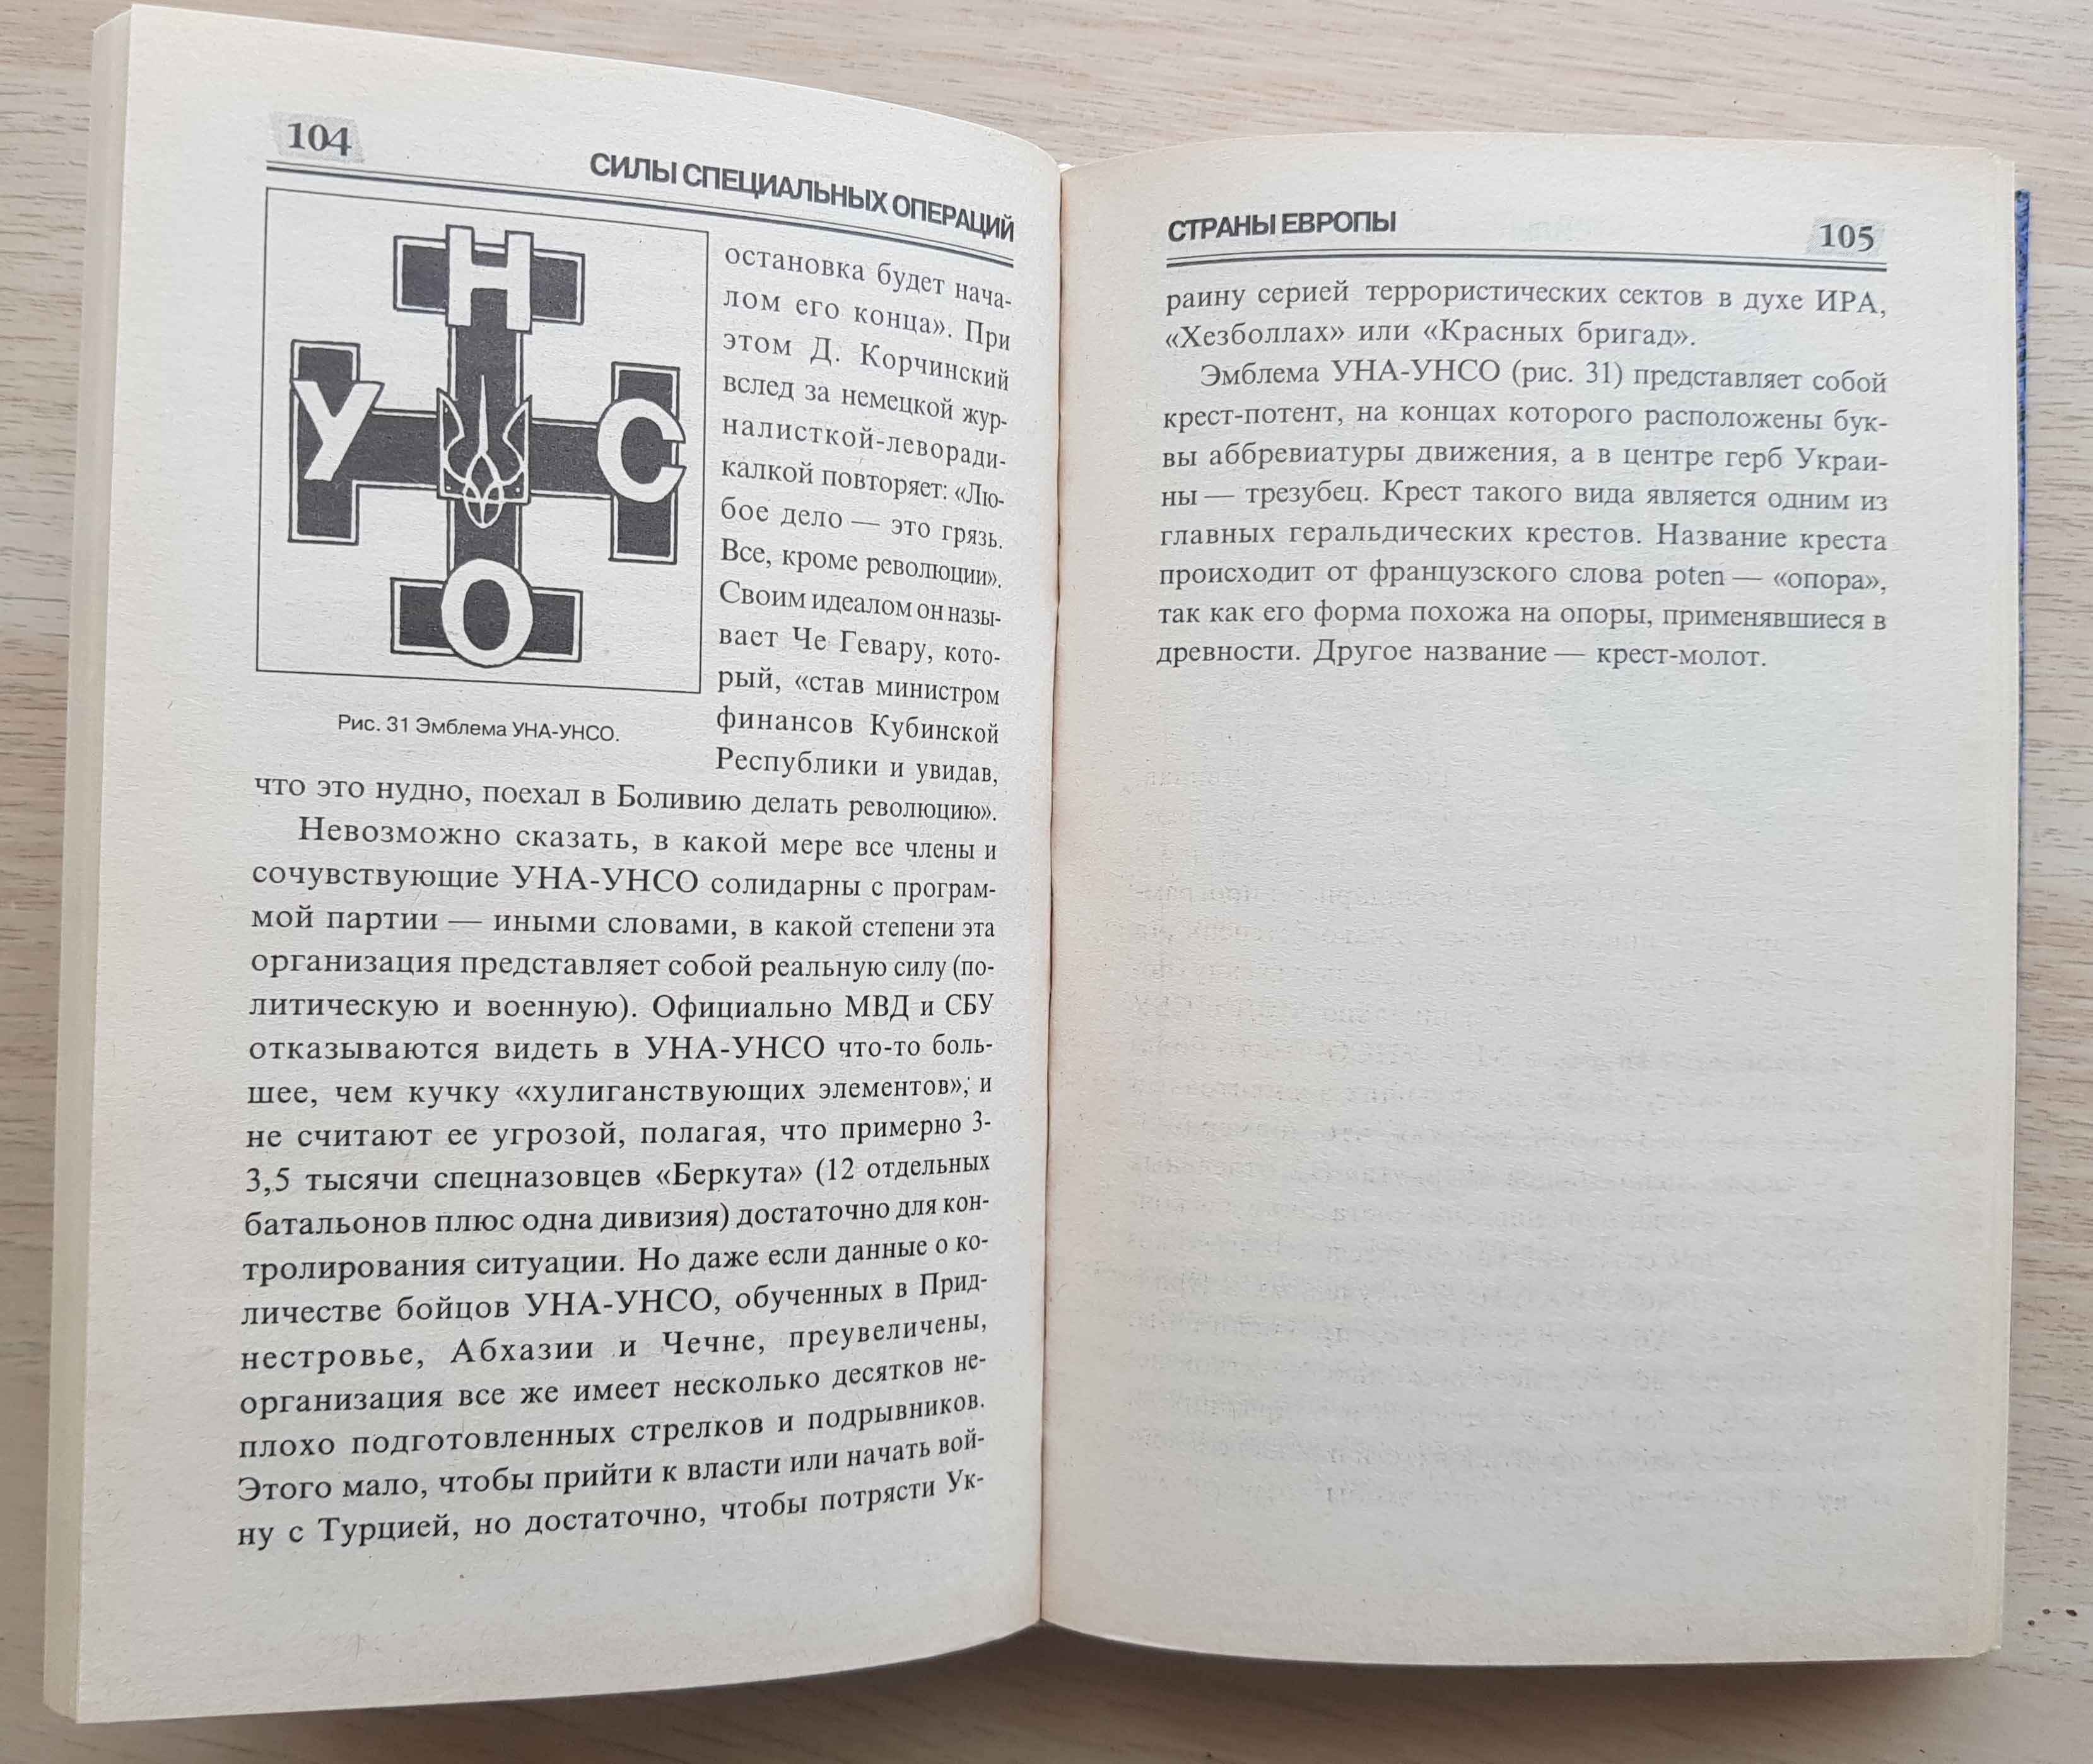 104
СИЛЫ СПЕЦИАЛЬНЫХ ОПЕРАЦИЙ
Н
У
С
О
Рис. 31 Эмблема УНА-УНСО.
остановка будет нача-
лом его конца». При
этом Д. Корчинский
вслед за немецкой жур-
налисткой-леворади-
калкой повторяет: «Лю-
бое дело — это грязь.
Все, кроме революции».
Своим идеалом он назы-
вает Че Гевару, кото-
рый, «став министром
финансов Кубинской
Республики и увидав,
что это нудно, поехал в Боливию делать революцию».
Невозможно сказать, в какой мере все члены и
сочувствующие УНА-УНСО солидарны с програм-
мой партии — иными словами, в какой степени эта
организация представляет собой реальную силу (по-
литическую и военную). Официально МВД и СБУ
отказываются видеть в УНА-УНСО что-то боль-
шее, чем кучку «хулиганствующих элементов», и
не считают ее угрозой, полагая, что примерно 3-
3,5 тысячи спецназовцев «Беркута» (12 отдельных
батальонов плюс одна дивизия) достаточно для кон-
тролирования ситуации. Но даже если данные о ко-
личестве бойцов УНА-УНСО, обученных в Прид-
нестровье, Абхазии и Чечне, преувеличены,
организация все же имеет несколько десятков не-
плохо подготовленных стрелков и подрывников.
Этого мало, чтобы прийти к власти или начать вой-
ну с Турцией, но достаточно, чтобы потрясти Ук-
СТРАНЫ ЕВРОПЫ
105
раину серией террористических сектов в духе ИРА,
«Хезболлах» или «Красных бригад».
Эмблема УНА-УНСО (рис. 31) представляет собой
крест-потент, на концах которого расположены бук-
вы аббревиатуры движения, а в центре герб Украи-
ны — трезубец. Крест такого вида является одним из
главных геральдических крестов. Название креста
происходит от французского слова poten — «опора»,
так как его форма похожа на опоры, применявшиеся в
древности. Другое название — крест-молот.